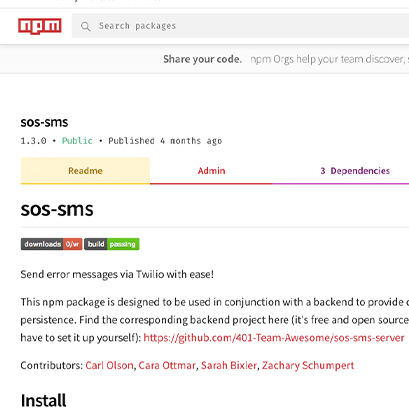 npm
Search packages
Share your code. npm Orgs help your team discover,
sos-sms
1.3.0 • Public • Published 4 months ago
Readme Admin 3 Dependencies
sos-sms
downloads 0/w build passing
Send error messages via Twilio with ease!
This npm package is designed to be used in conjunction with a backend to provide
persistence. Find the corresponding backend project here (it's free and open source
have to set it up yourself): https://github.com/401-Team-Awesome/sos-sms-server
Contributors: Carl Olson, Cara Ottmar, Sarah Bixler, Zachary Schumpert
Install